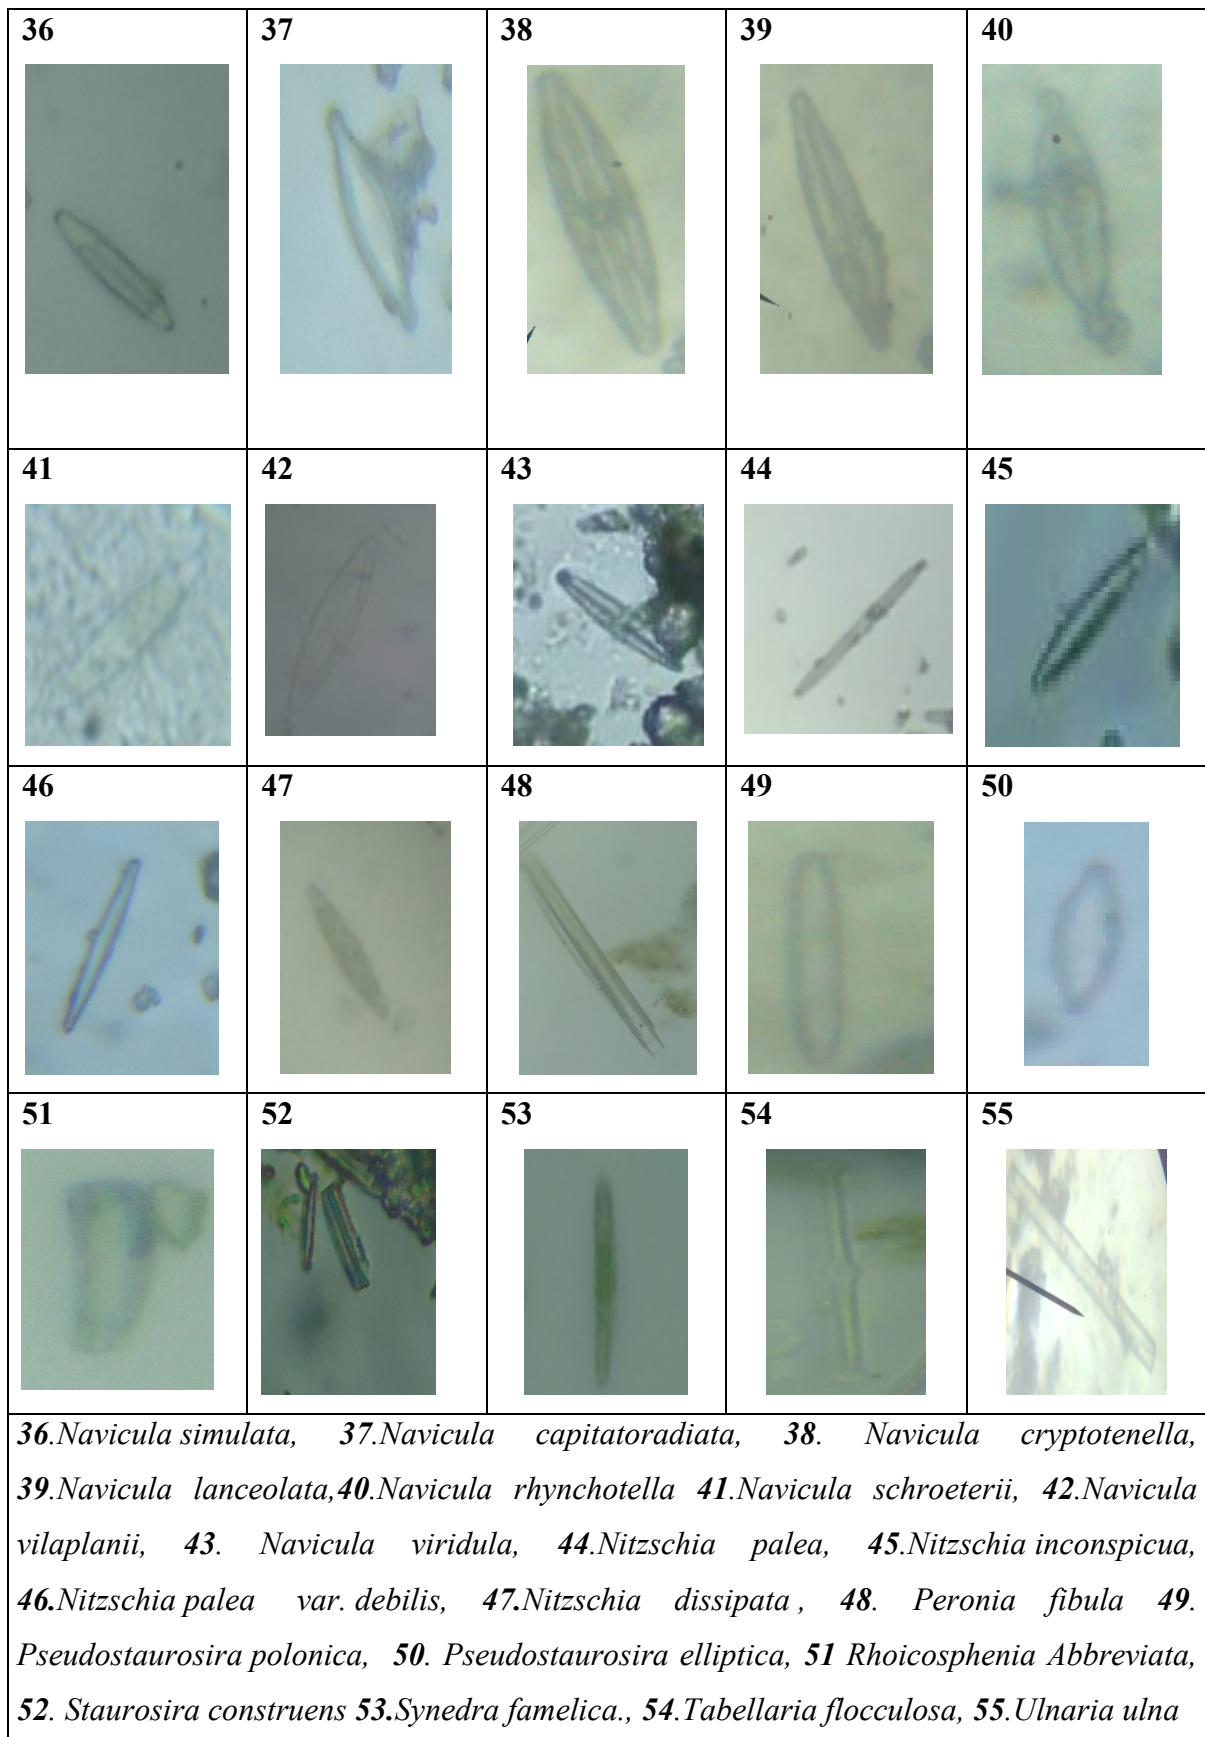 36 37 38 39 40
41 42 43 44 45
46 47 48 49 50
51 52 53 54 55
36.Navicula simulata, 37.Navicula capitatoradiata, 38. Navicula cryptotenella,
39.Navicula lanceolata,40.Navicula rhynchotella 41.Navicula schroeterii, 42.Navicula
vilaplanii, 43. Navicula viridula, 44.Nitzschia palea, 45.Nitzschia inconspicua,
46.Nitzschia palea var. debilis, 47.Nitzschia dissipata , 48. Peronia fibula 49.
Pseudostaurosira polonica, 50. Pseudostaurosira elliptica, 51 Rhoicosphenia Abbreviata,
52. Staurosira construens 53.Synedra famelica., 54.Tabellaria flocculosa, 55.Ulnaria ulna